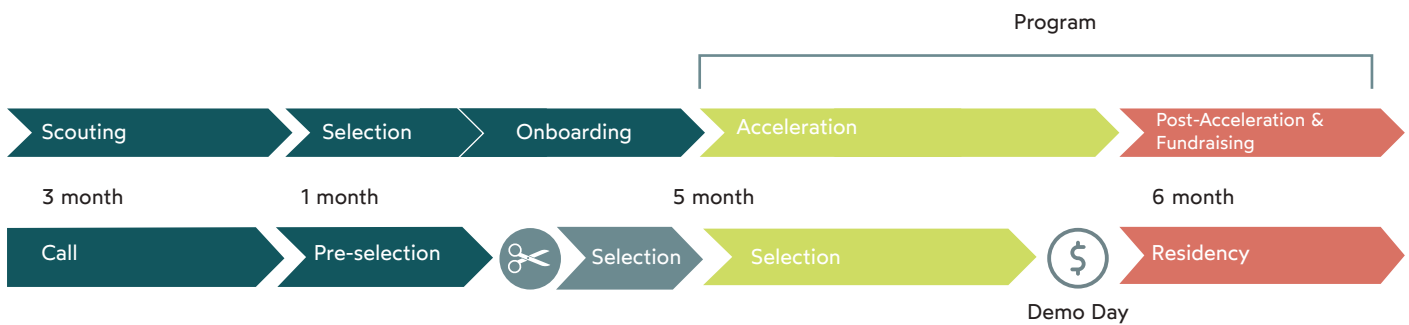 Program
Scouting
Selection
Onboarding
Acceleration
Post-Acceleration &
Fundraising
3 month
1 month
5 month
6 month
Call
Pre-selection
Selection
Selection
$
Residency
Demo Day